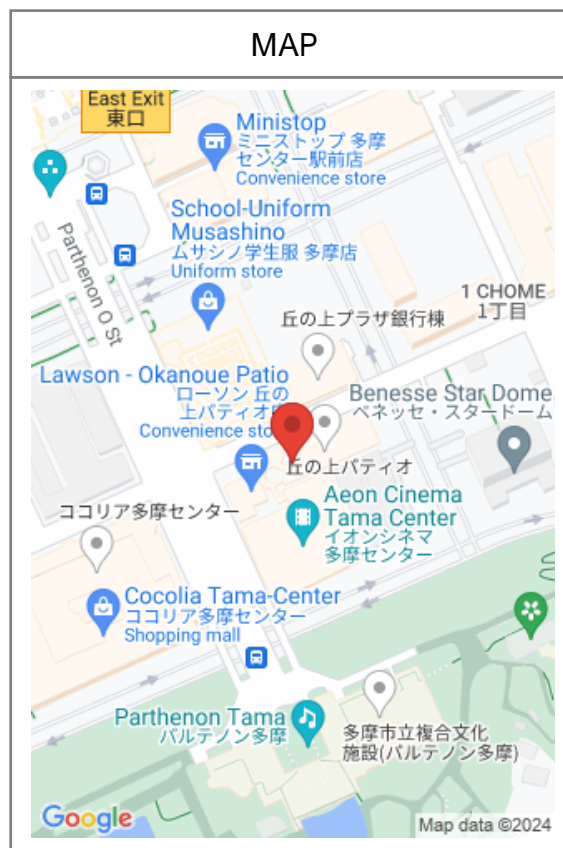 MAP
East Exit
東口
Ministop
ミニストップ 多摩
センター駅前店
Convenience store
School-Uniform
Musashino
ムサシノ学生服 多摩店
Uniform store
Parthenon O St
1 CHOME
1丁目
丘の上プラザ銀行棟
Lawson - Okanoue Patio
ローソン 丘の
上パティオ
Convenience sto
Benesse Star Dome
ベネッセ・スタードーム
丘の上パティオ
ココリア多摩センター
Aeon Cinema
Tama Center
イオンシネマ
多摩センター
Cocolia Tama-Center
ココリア多摩センター
Shopping mall
Parthenon Tama
パルテノン多摩
多摩市立複合文化
施設(パルテノン多摩)
Google
Map data ©2024